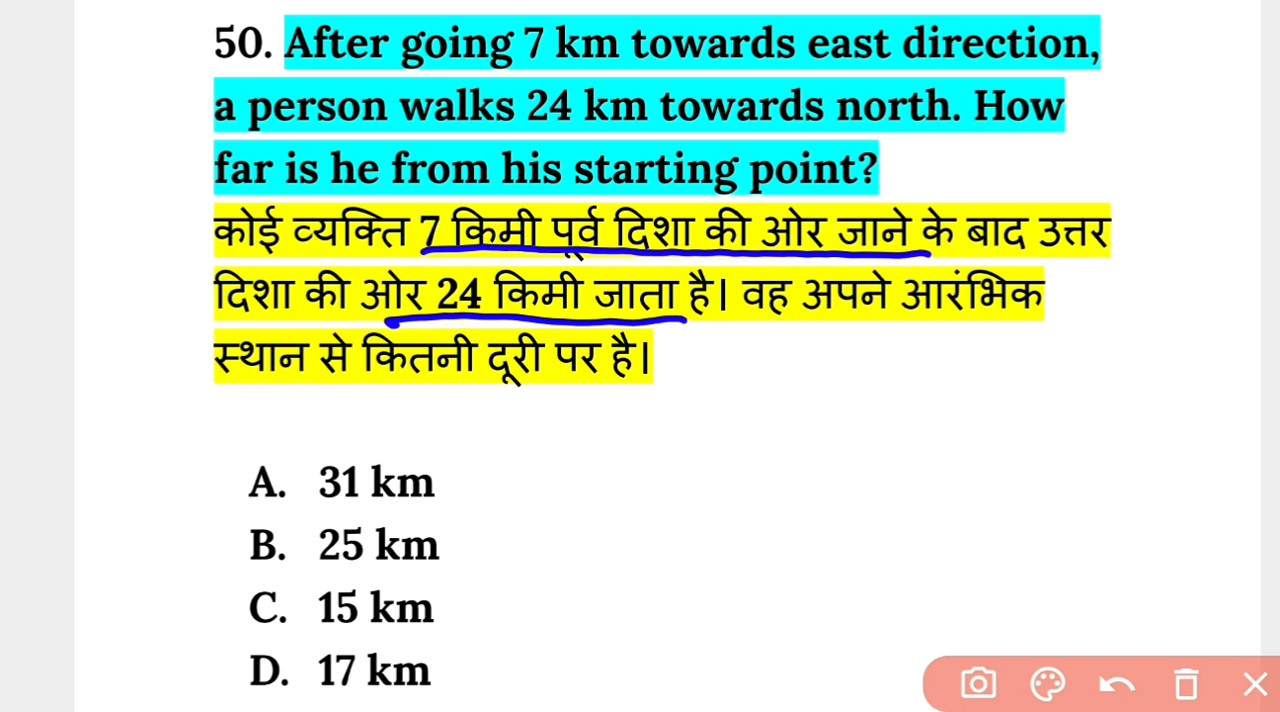 50. After going 7 km towards east direction,
a person walks 24 km towards north. How
far is he from his starting point?
कोई व्यक्ति 7 किमी पूर्व दिशा की ओर जाने के बाद उत्तर
दिशा की ओर 24 किमी जाता है। वह अपने आरंभिक
स्थान से कितनी दूरी पर है।
A. 31 km
B. 25 km
C. 15 km
D. 17 km